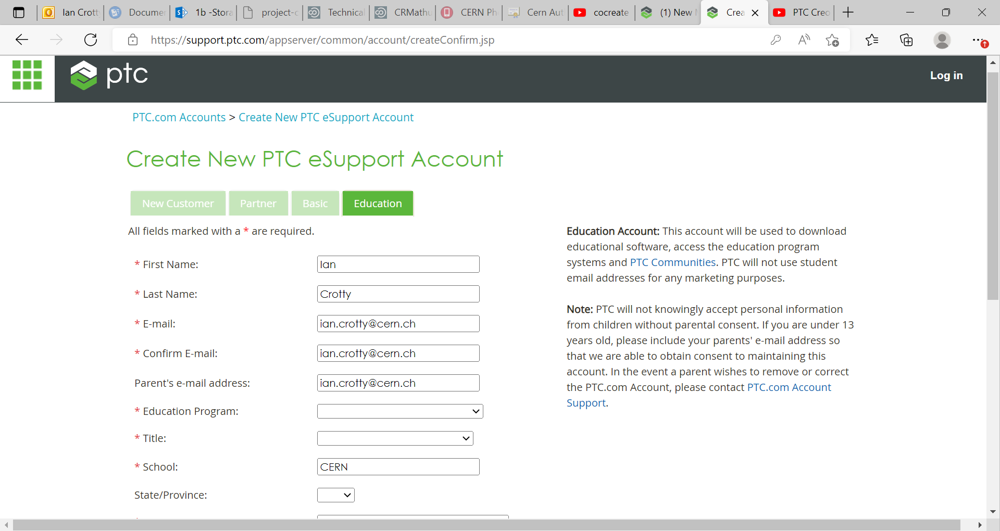 Ian Crott
Documen
1b -Stora
project-c
Technical
CRMathu
CERN Ph
Cern Aut
cocreate
(1) New
Crea
PTC Creo
https://support.ptc.com/appserver/common/account/createConfirm.jsp
ptc
Log in
PTC.com Accounts > Create New PTC eSupport Account
Create New PTC eSupport Account
New Customer
Partner
Basic
Education
All fields marked with a * are required.
* First Name:
Ian
* Last Name:
Crotty
* E-mail:
ian.crotty@cern.ch
* Confirm E-mail:
ian.crotty@cern.ch
Parent's e-mail address:
ian.crotty@cern.ch
* Education Program:
* Title:
* School:
CERN
State/Province:
Education Account: This account will be used to download
educational software, access the education program
systems and PTC Communities. PTC will not use student
email addresses for any marketing purposes.
Note: PTC will not knowingly accept personal information
from children without parental consent. If you are under 13
years old, please include your parents' e-mail address so
that we are able to obtain consent to maintaining this
account. In the event a parent wishes to remove or correct
the PTC.com Account, please contact PTC.com Account
Support.